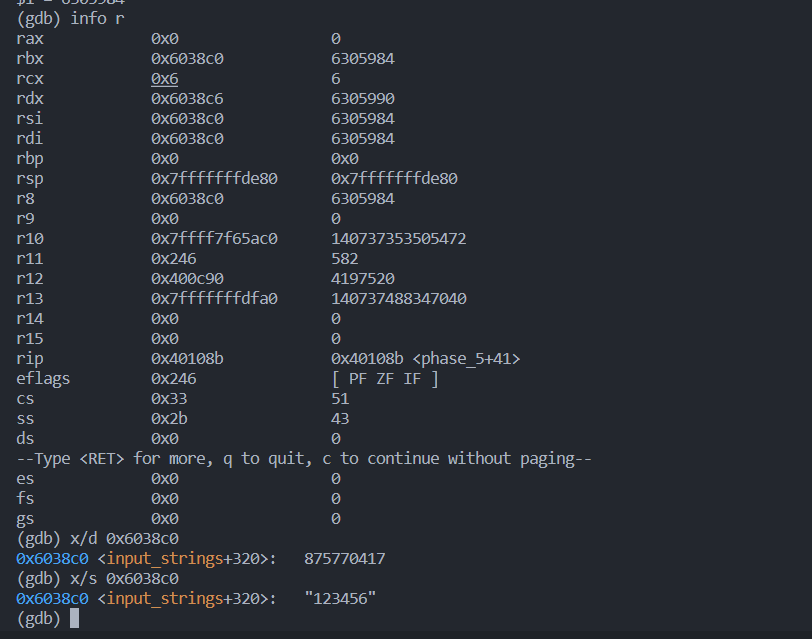 $1 = 6305984
(gdb) info r
rax 0x0 0
rbx 0x6038c0 6305984
rcx 0x6 6
rdx 0x6038c6 6305990
rsi 0x6038c0 6305984
rdi 0x6038c0 6305984
rbp 0x0 0x0
rsp 0x7fffffffde80 0x7fffffffde80
r8 0x6038c0 6305984
r9 0x0 0
r10 0x7ffff7f65ac0 140737353505472
r11 0x246 582
r12 0x400c90 4197520
r13 0x7fffffffdfa0 140737488347040
r14 0x0 0
r15 0x0 0
rip 0x40108b 0x40108b <phase_5+41>
eflags 0x246 [ PF ZF IF ]
cs 0x33 51
ss 0x2b 43
ds 0x0 0
--Type <RET> for more, q to quit, c to continue without paging--
es 0x0 0
fs 0x0 0
gs 0x0 0
(gdb) x/d 0x6038c0
0x6038c0 <input_strings+320>: 875770417
(gdb) x/s 0x6038c0
0x6038c0 <input_strings+320>: "123456"
(gdb)